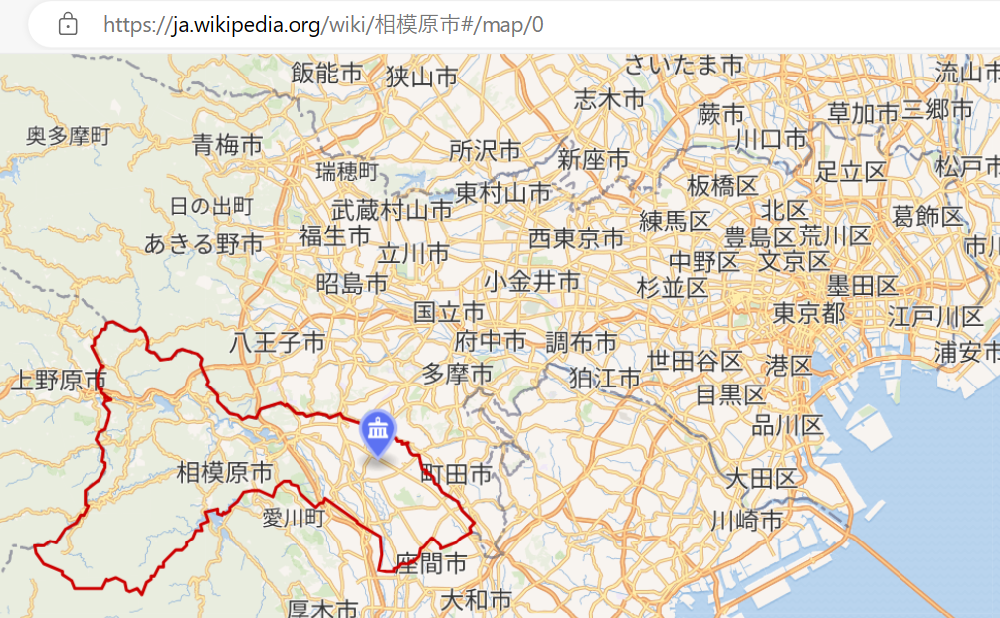 https://ja.wikipedia.org/wiki/相模原市#/map/0
飯能市
狭山市
さいたま市
流山市
志木市
蕨市
草加市
三郷市
奥多摩町
青梅市
所沢市
新座市
川口市
瑞穂町
板橋区
足立区
松戸市
日の出町
武蔵村山市
東村山市
練馬区
北区
葛飾区
あきる野市
福生市
立川市
西東京市
豊島区
荒川区
市川
昭島市
小金井市
杉並区
中野区
文京区
墨田区
国立市
東京都
江戸川区
八王子市
府中市
調布市
世田谷区
港区
浦安市
上野原市
多摩市
狛江市
目黒区
品川区
相模原市
町田市
大田区
愛川町
川崎市
座間市
厚木市
大和市